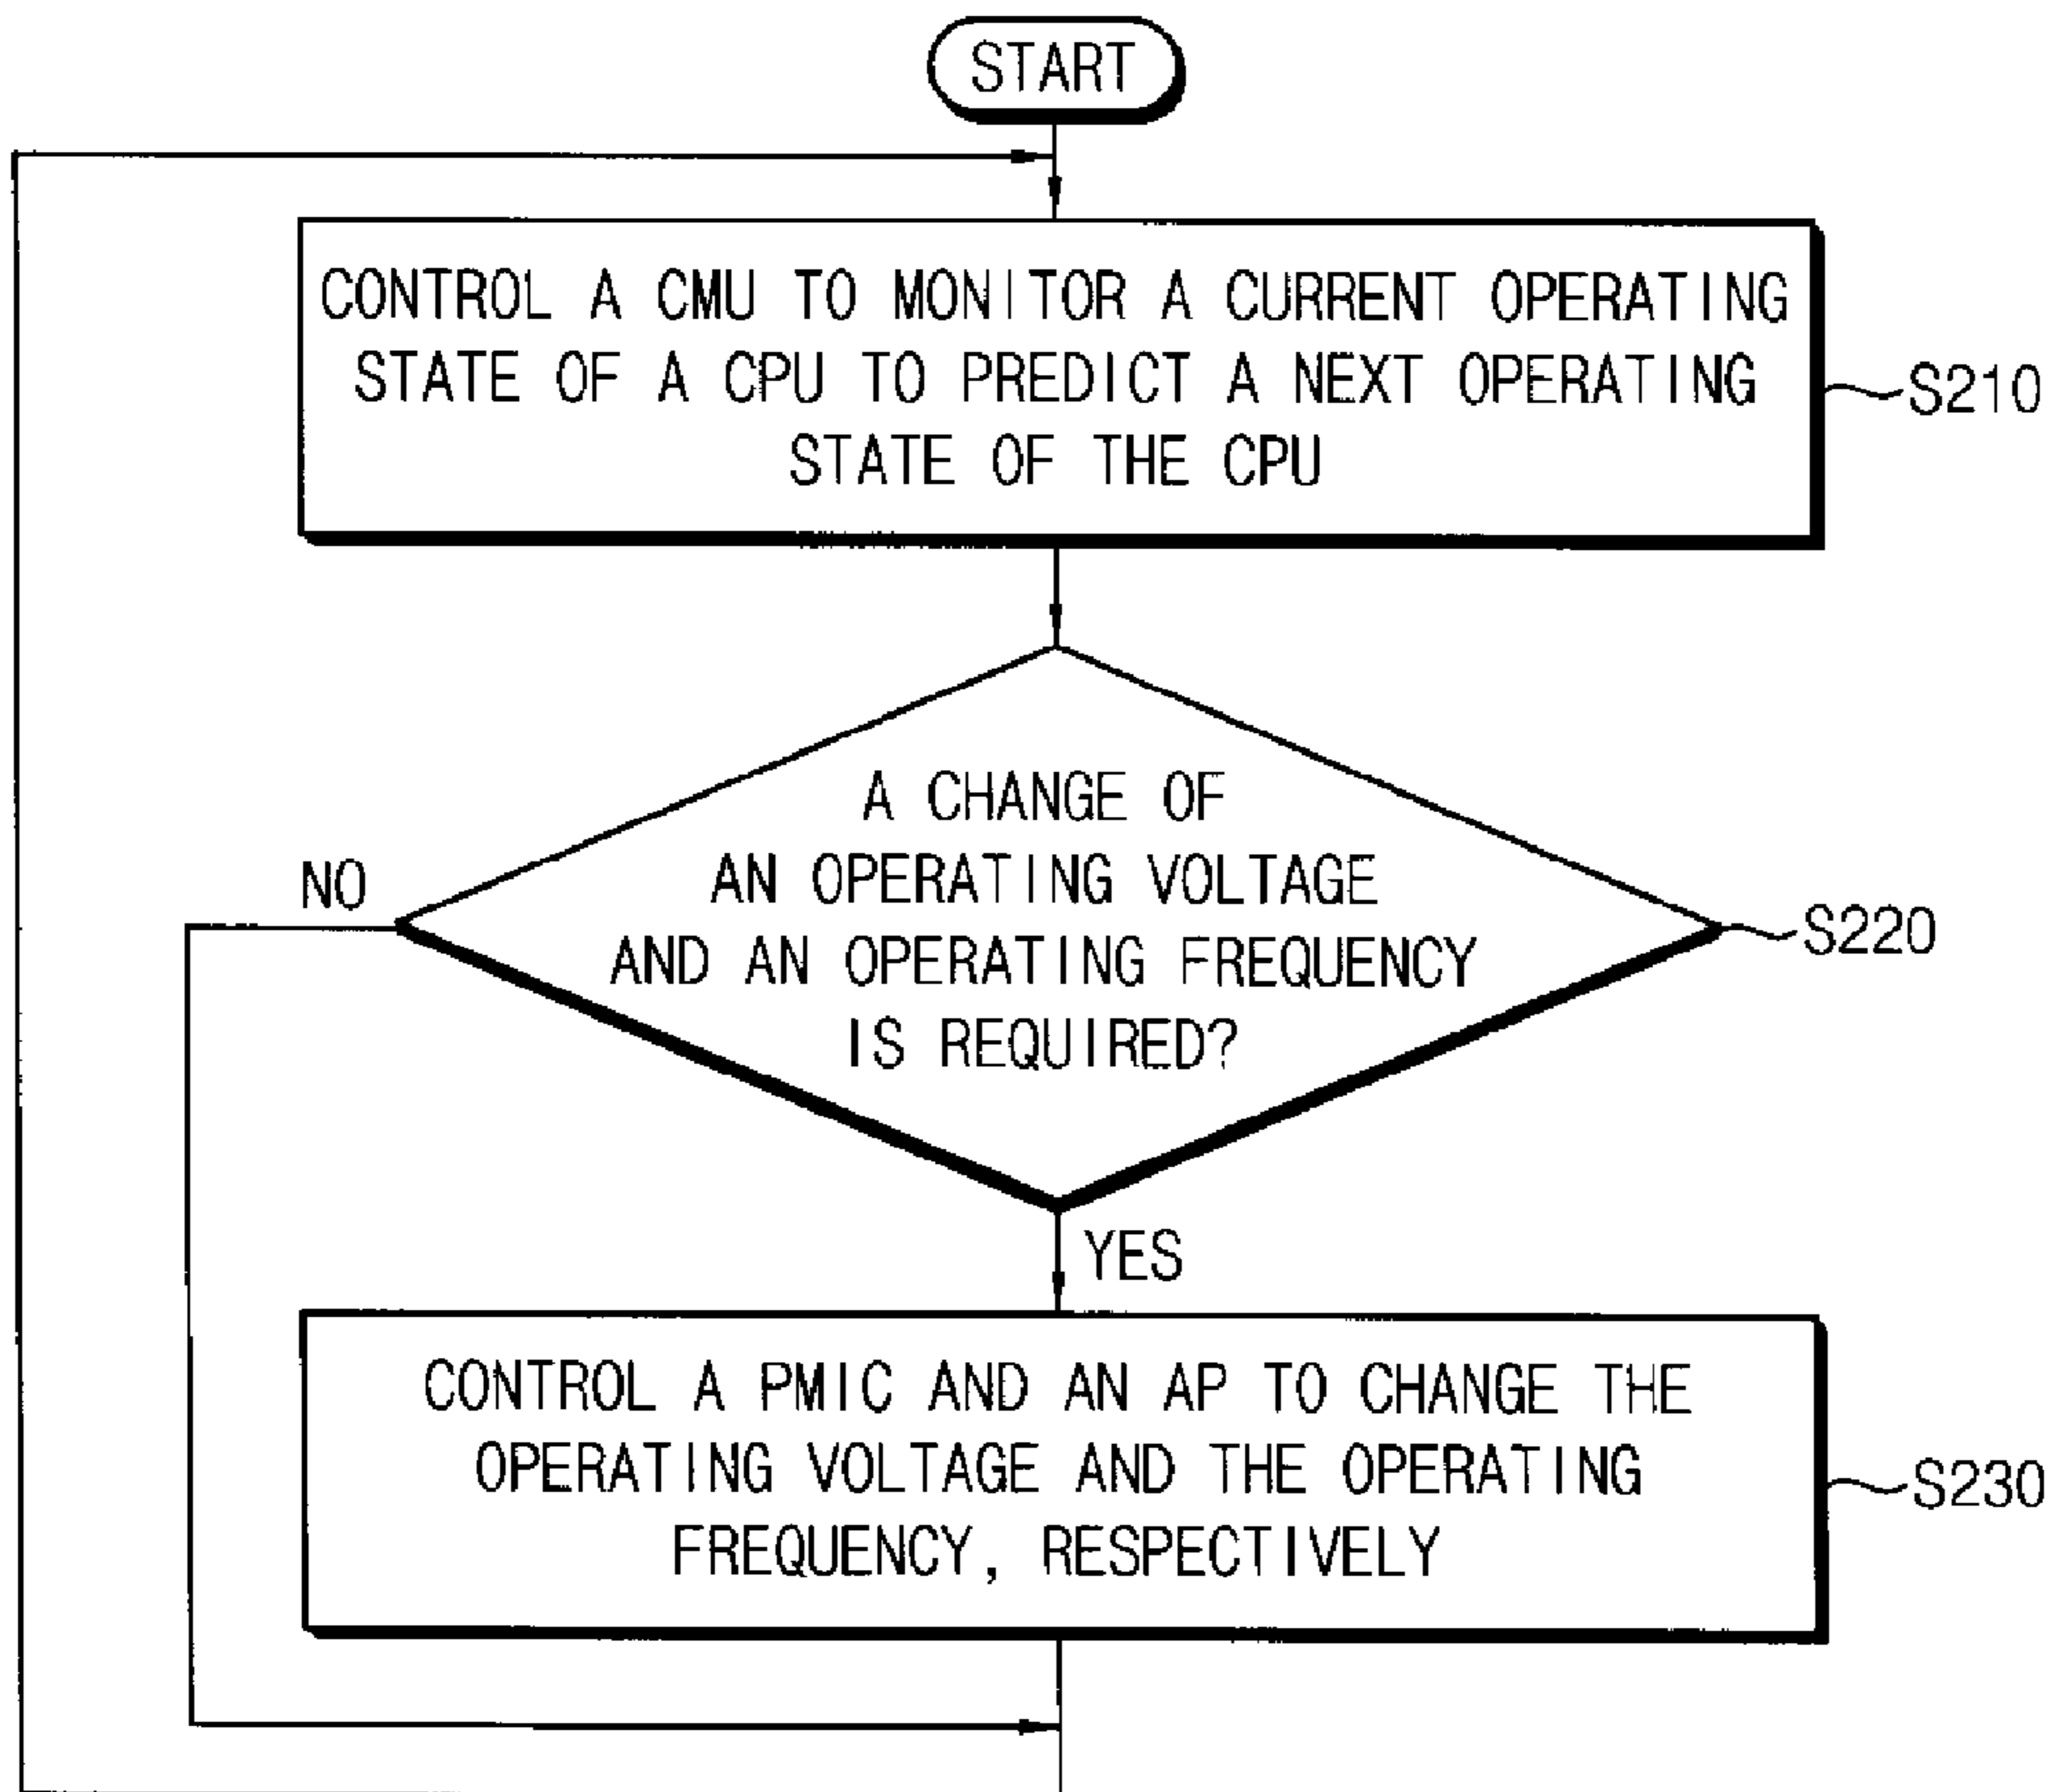 START
CONTROL A CMU TO MONITOR A CURRENT OPERATING
STATE OF A CPU TO PREDICT A NEXT OPERATING
STATE OF THE CPU
S210
A CHANGE OF
AN OPERATING VOLTAGE
AND AN OPERATING FREQUENCY
IS REQUIRED?
NO
S220
YES
CONTROL A PMIC AND AN AP TO CHANGE THE
OPERATING VOLTAGE AND THE OPERATING
FREQUENCY, RESPECTIVELY
S230